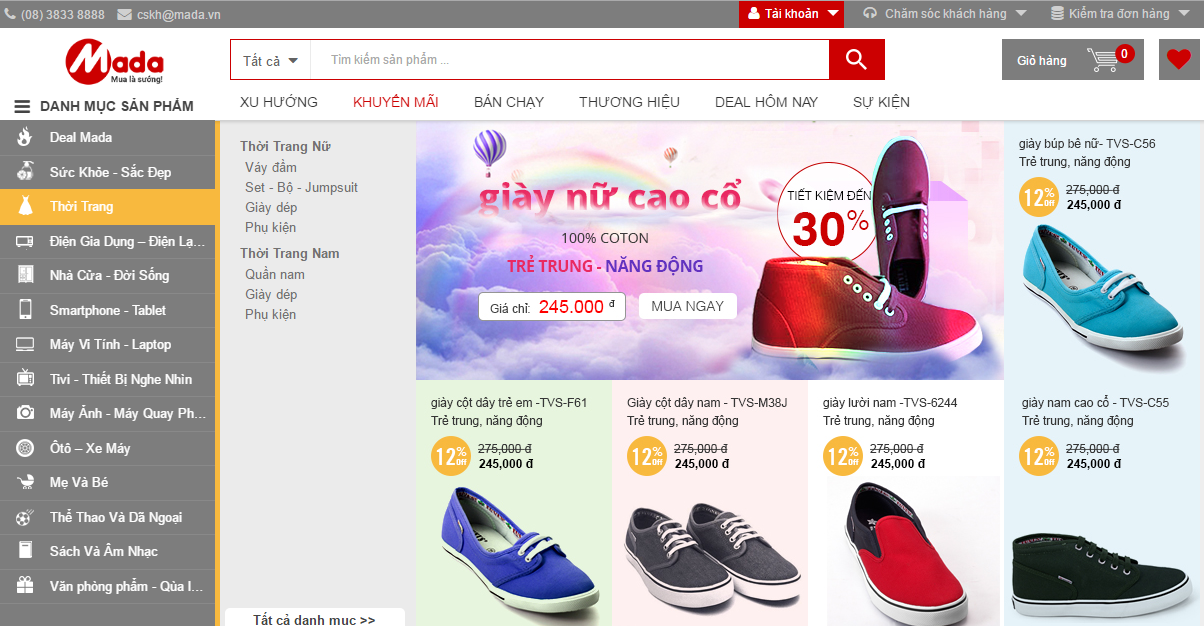 (08) 3833 8888 cskh@mada.vn Tài khoản Chăm sóc khách hàng Kiểm tra đơn hàng
Mada
Mua là sướng!
Tất cả Tìm kiếm sản phẩm ... Giỏ hàng 0
DANH MỤC SẢN PHẨM XU HƯỚNG KHUYẾN MÃI BÁN CHẠY THƯƠNG HIỆU DEAL HÔM NAY SỰ KIỆN
Deal Mada
Sức Khỏe - Sắc Đẹp
Thời Trang
Điện Gia Dụng – Điện Lạ...
Nhà Cửa - Đời Sống
Smartphone - Tablet
Máy Vi Tính - Laptop
Tivi - Thiết Bị Nghe Nhìn
Máy Ảnh - Máy Quay Ph...
Ôtô – Xe Máy
Mẹ Và Bé
Thể Thao Và Dã Ngoại
Sách Và Âm Nhạc
Văn phòng phẩm - Qùa l...
Thời Trang Nữ
Váy đầm
Set - Bộ - Jumpsuit
Giày dép
Phụ kiện
Thời Trang Nam
Quần nam
Giày dép
Phụ kiện
Tất cả danh mục >>
giày nữ cao cổ
100% COTON
TRẺ TRUNG - NĂNG ĐỘNG
Giá chỉ: 245.000 đ MUA NGAY
TIẾT KIỆM ĐẾN
30%
giày búp bê nữ- TVS-C56
Trẻ trung, năng động
12% Off
275,000 đ
245,000 đ
giày cột dây trẻ em -TVS-F61
Trẻ trung, năng động
12% Off
275,000 đ
245,000 đ
Giày cột dây nam - TVS-M38J
Trẻ trung, năng động
12% Off
275,000 đ
245,000 đ
giày lười nam -TVS-6244
Trẻ trung, năng động
12% Off
275,000 đ
245,000 đ
giày nam cao cổ - TVS-C55
Trẻ trung, năng động
12% Off
275,000 đ
245,000 đ